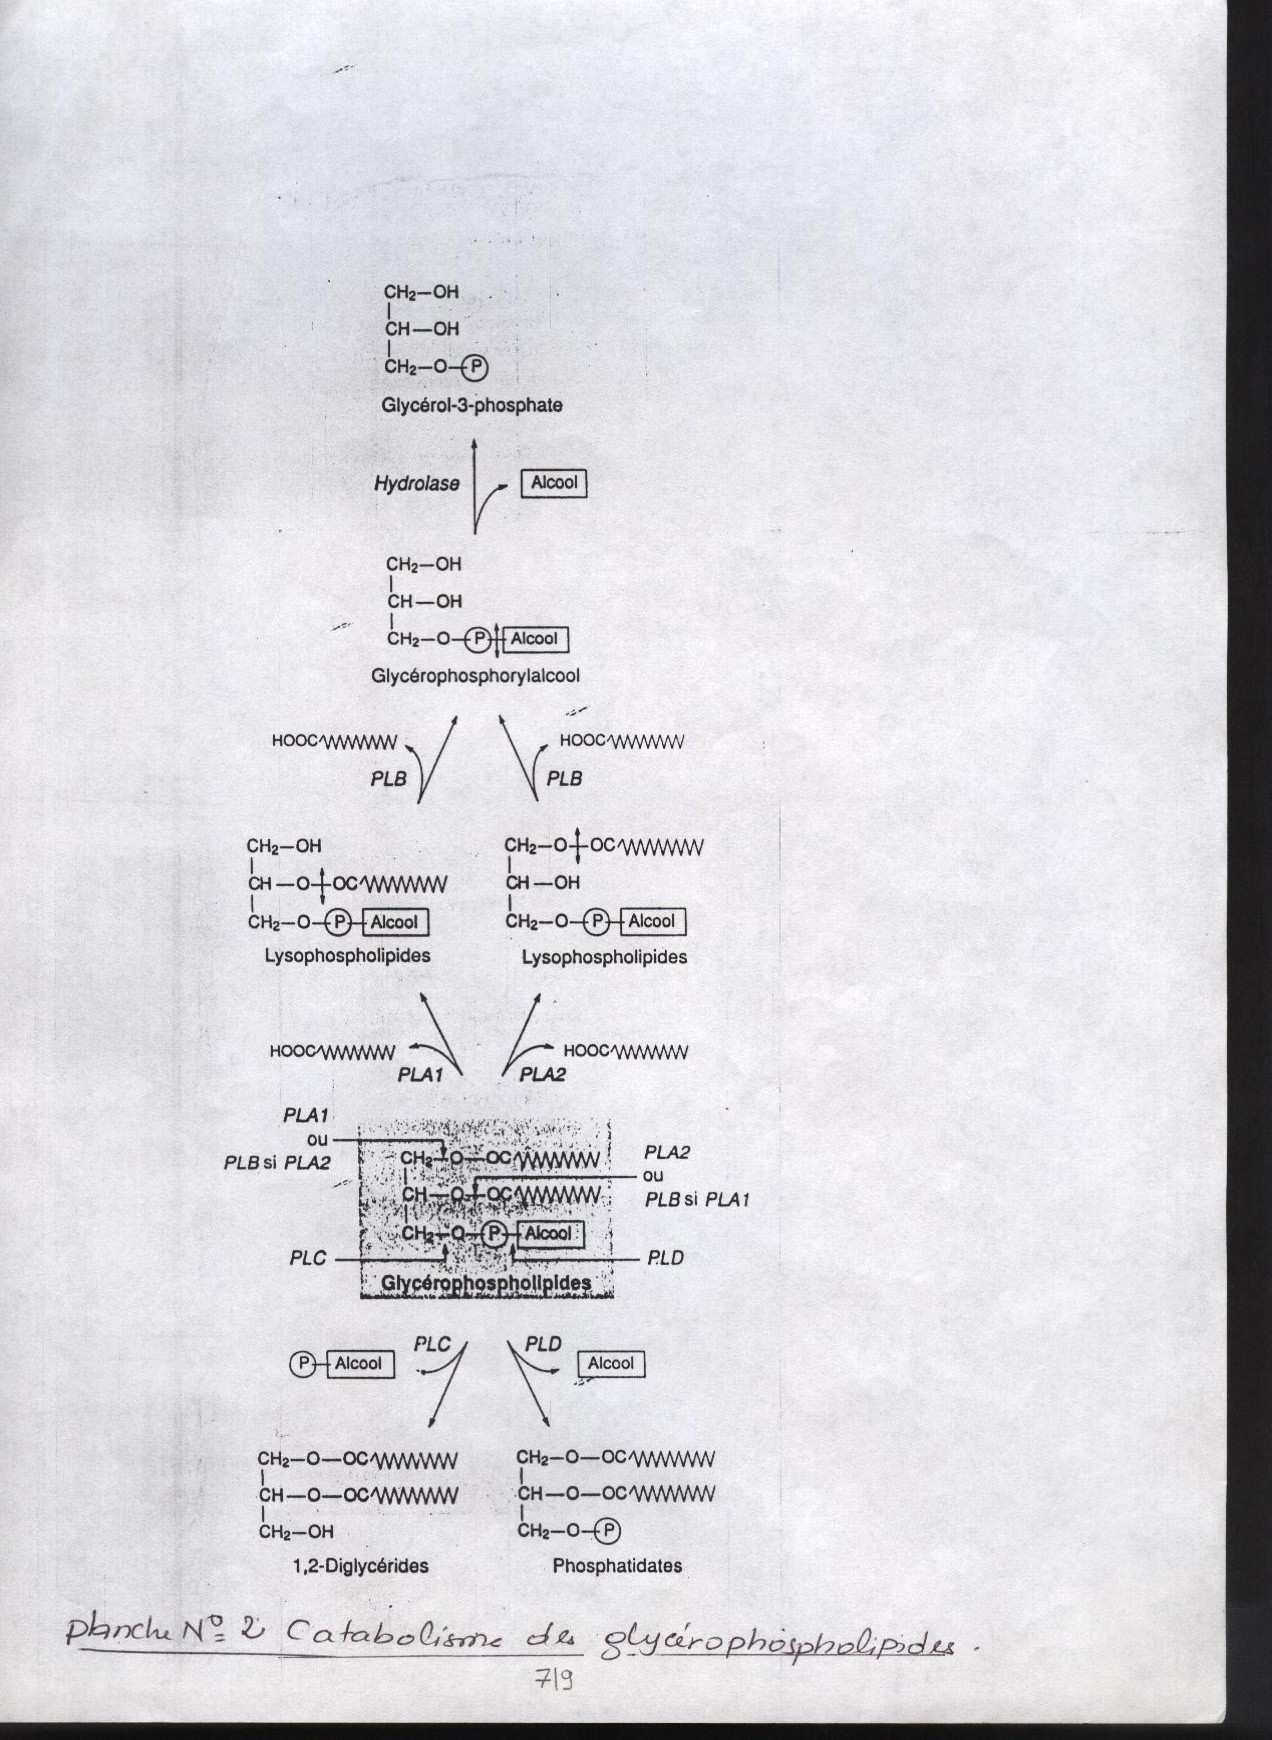 CH₂—OH
CH—OH
CH₂—O—P
Glycérol-3-phosphate
Hydrolase
Alcool
CH₂—OH
CH—OH
CH₂—O—P Alcool
Glycérophosphorylalcool
HOOC HOOC
PLB PLB
CH₂—OH
CH—O—OC
CH₂—O—P—Alcool
Lysophospholipides
CH₂—O—OC
CH—OH
CH₂—O—P—Alcool
Lysophospholipides
HOOC HOOC
PLA1 PLA2
PLA1
ou
PLB si PLA2
CH₂—O—OC
CH—O—OC
CH₂—O—P—Alcool
PLA2
ou
PLB si PLA1
PLC PLD
Glycérophospholipides
PLC PLD
P—Alcool Alcool
CH₂—O—OC
CH—O—OC
CH₂—OH
1,2-Diglycérides
CH₂—O—OC
CH—O—OC
CH₂—O—P
Phosphatidates
planche Nº 2 Catabolisme des glycérophospholipides.
7/9